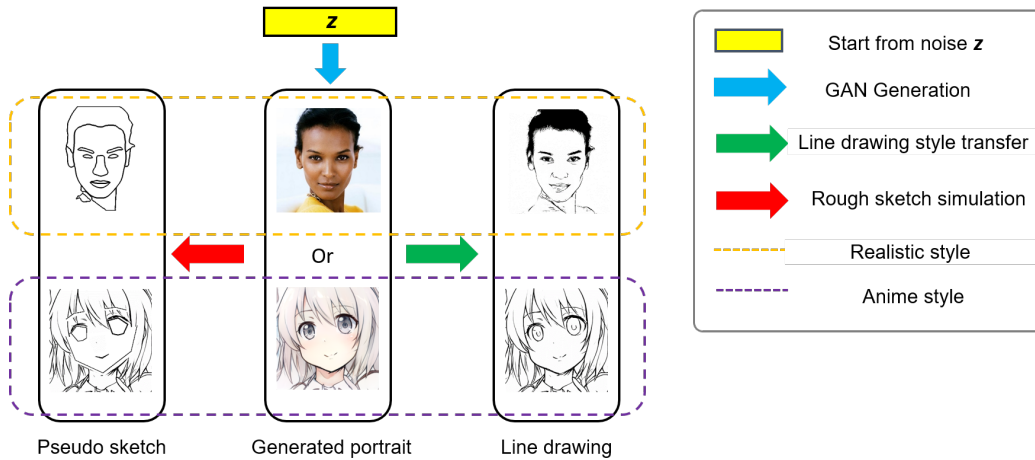 z
Or
Pseudo sketch
Generated portrait
Line drawing
Start from noise z
GAN Generation
Line drawing style transfer
Rough sketch simulation
Realistic style
Anime style